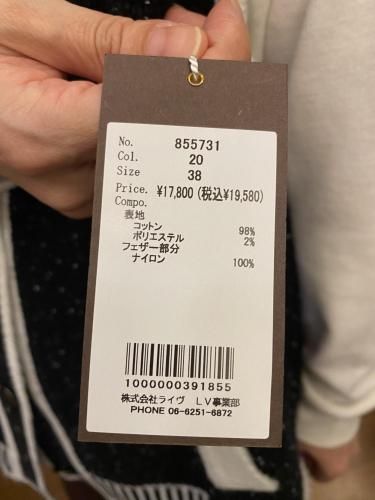 No. 855731
Col. 20
Size 38
Price. ¥17,800 (税込¥19,580)
Compo.
表地
コットン 98%
ポリエステル 2%
フェザー部分
ナイロン 100%
1000000391855
株式会社ライヴ LV事業部
PHONE 06-6251-6872